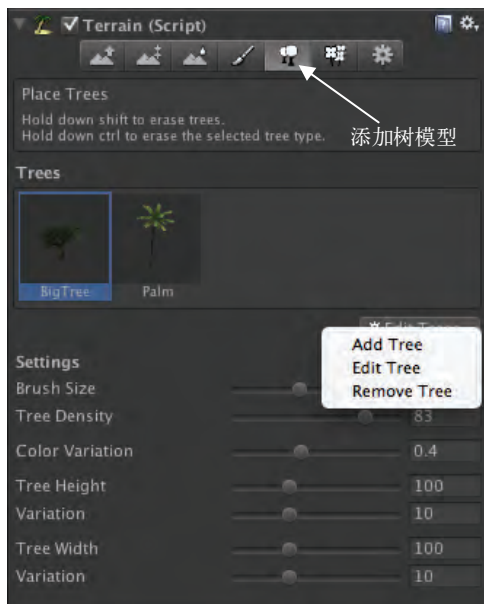 Terrain (Script)
Place Trees
Hold down shift to erase trees.
Hold down ctrl to erase the selected tree type.
添加树模型
Trees
BigTree
Palm
Add Tree
Edit Tree
Remove Tree
Settings
Brush Size
Tree Density 83
Color Variation 0.4
Tree Height 100
Variation 10
Tree Width 100
Variation 10